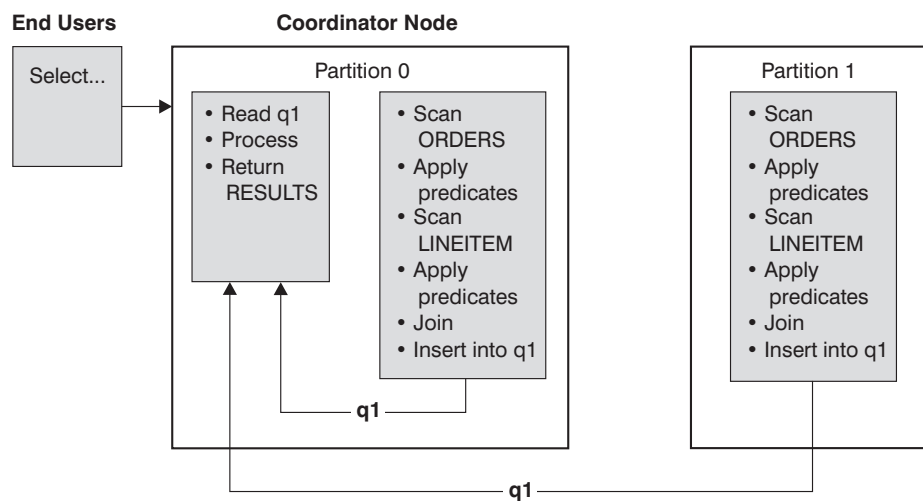 End Users
Coordinator Node
Select...
Partition 0
• Read q1
• Process
• Return
RESULTS
• Scan
ORDERS
• Apply
predicates
• Scan
LINEITEM
• Apply
predicates
• Join
• Insert into q1
q1
Partition 1
• Scan
ORDERS
• Apply
predicates
• Scan
LINEITEM
• Apply
predicates
• Join
• Insert into q1
q1